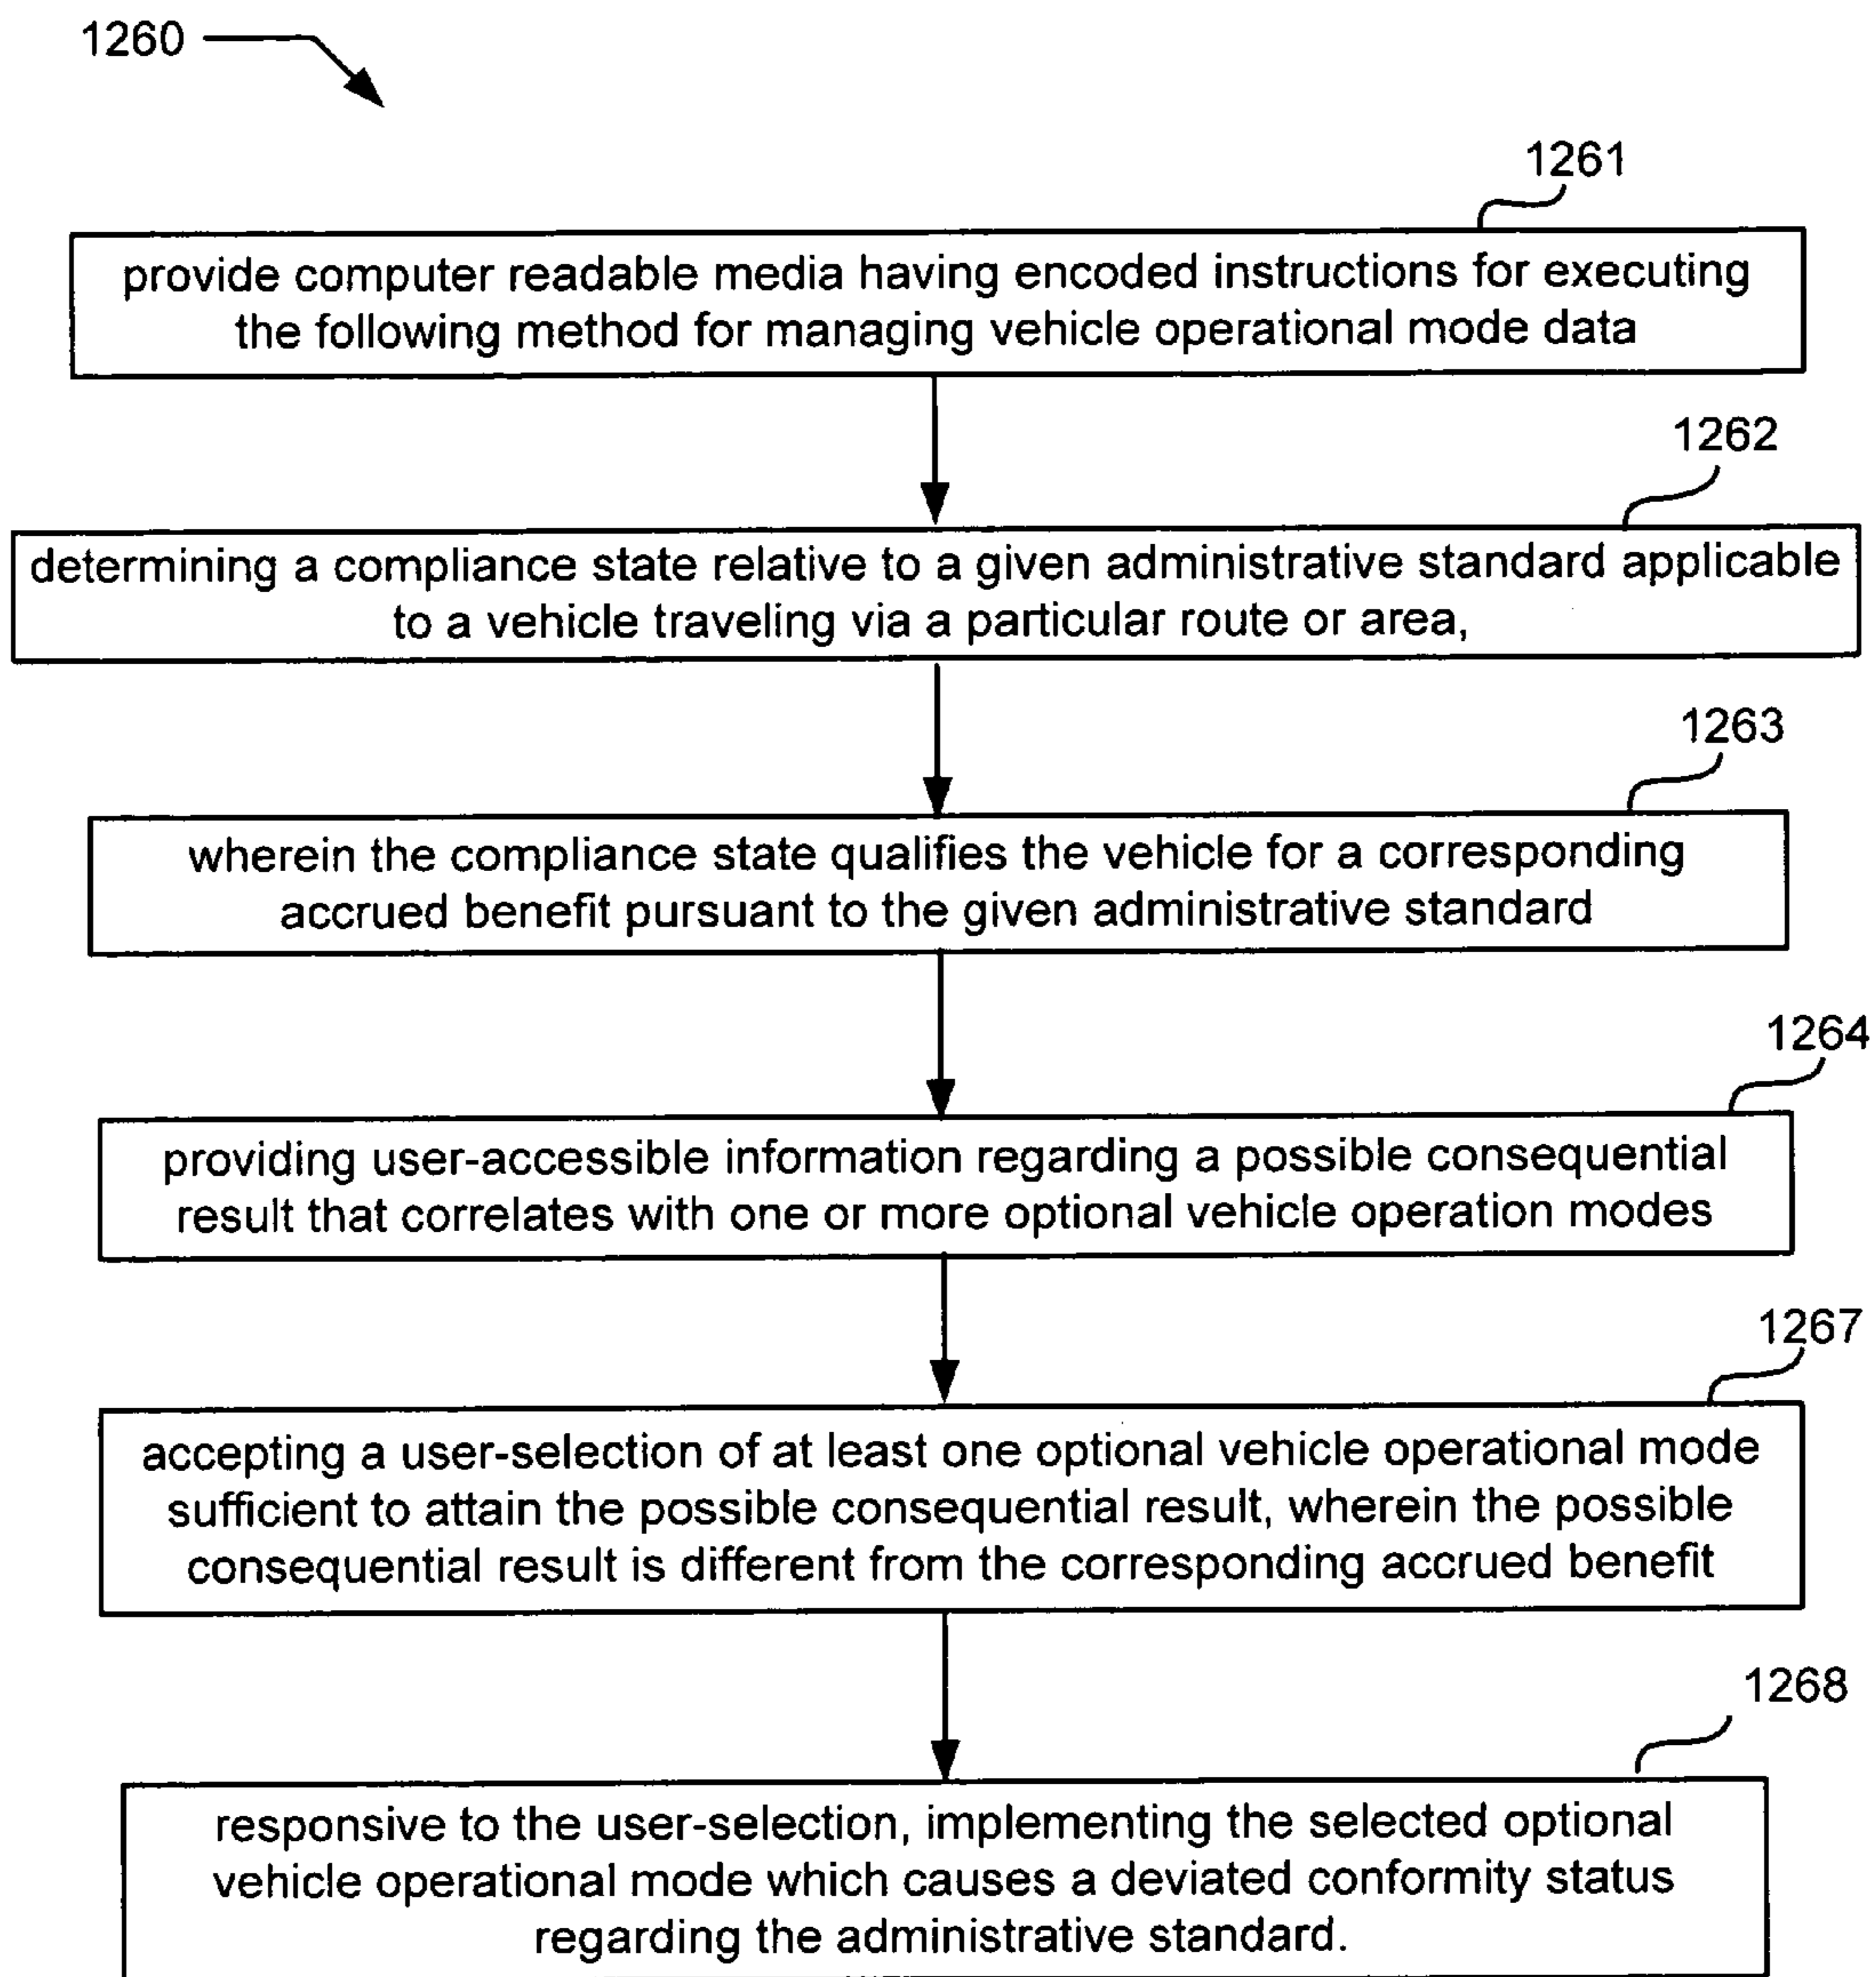 1260
1261
provide computer readable media having encoded instructions for executing
the following method for managing vehicle operational mode data
1262
determining a compliance state relative to a given administrative standard applicable
to a vehicle traveling via a particular route or area,
1263
wherein the compliance state qualifies the vehicle for a corresponding
accrued benefit pursuant to the given administrative standard
1264
providing user-accessible information regarding a possible consequential
result that correlates with one or more optional vehicle operation modes
1267
accepting a user-selection of at least one optional vehicle operational mode
sufficient to attain the possible consequential result, wherein the possible
consequential result is different from the corresponding accrued benefit
1268
responsive to the user-selection, implementing the selected optional
vehicle operational mode which causes a deviated conformity status
regarding the administrative standard.